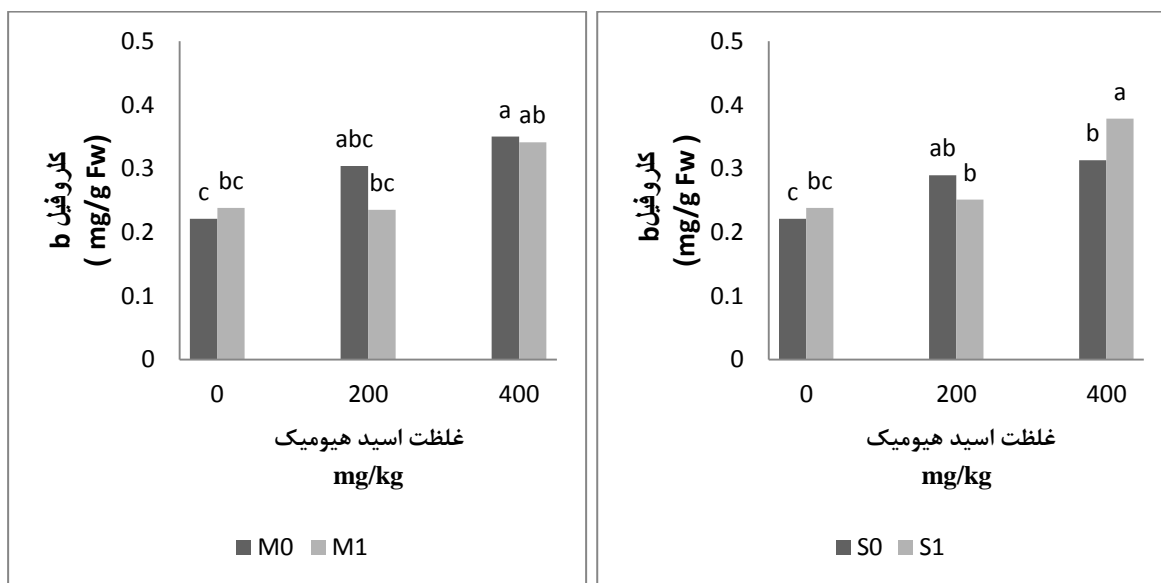 0.5
0.4
0.3
0.2
0.1
0
کلروفیل b
( mg/g Fw)
c
bc
abc
bc
a
ab
0
200
400
غلظت اسید هیومیک
mg/kg
M0
M1
0.5
0.4
0.3
0.2
0.1
0
کلروفیلb
(mg/g Fw )
c
bc
ab
b
b
a
0
200
400
غلظت اسید هیومیک
mg/kg
S0
S1